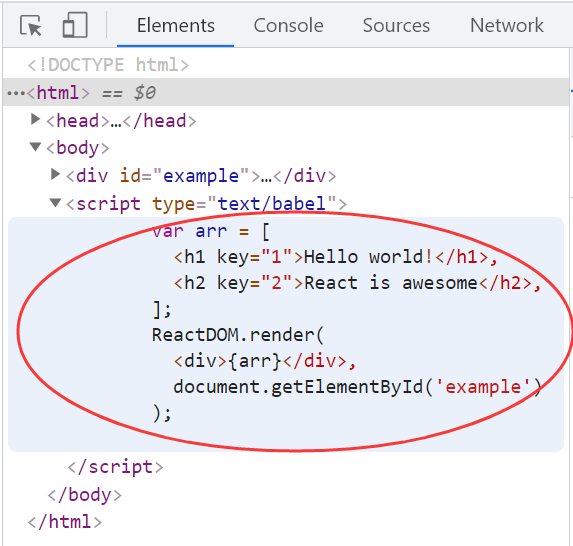 Elements Console Sources Network
<!DOCTYPE html>
⋯<html> == $0
▶<head>…</head>
▼<body>
▶<div id="example">…</div>
▼<script type="text/babel">
var arr = [
<h1 key="1">Hello world!</h1>,
<h2 key="2">React is awesome</h2>,
];
ReactDOM.render(
<div>{arr}</div>,
document.getElementById('example')
);
</script>
</body>
</html>